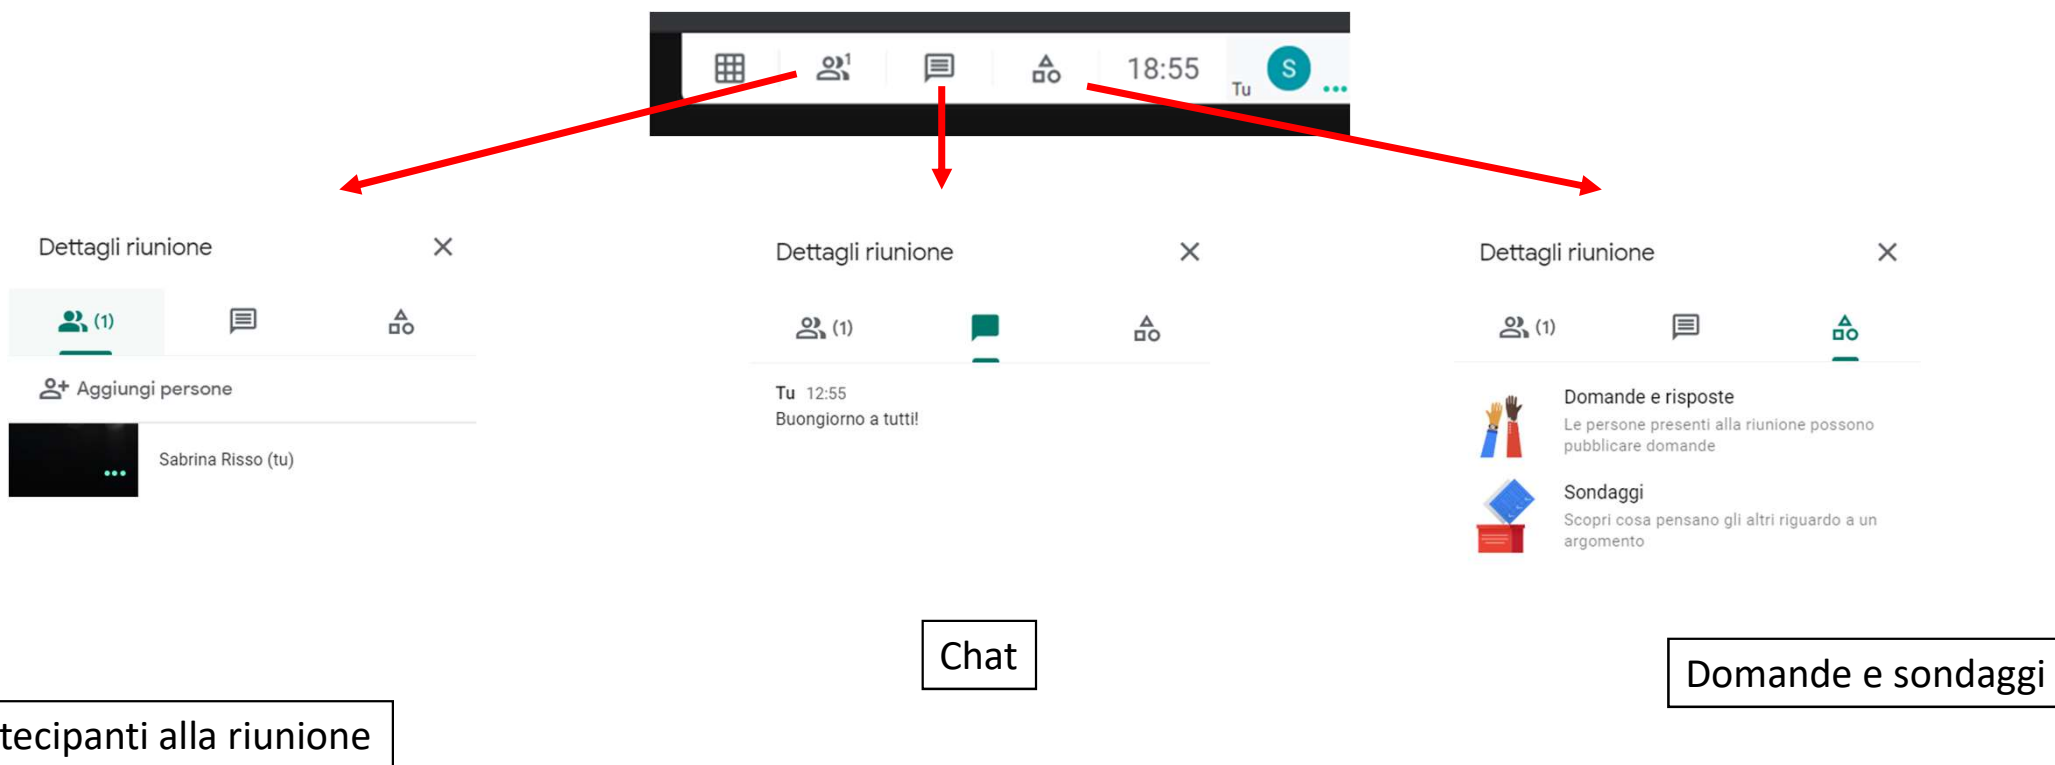 1
18:55
Tu
S
Dettagli riunione
(1)
Aggiungi persone
Sabrina Risso (tu)
Dettagli riunione
(1)
Tu 12:55
Buongiorno a tutti!
Dettagli riunione
(1)
Domande e risposte
Le persone presenti alla riunione possono
pubblicare domande
Sondaggi
Scopri cosa pensano gli altri riguardo a un
argomento
Chat
Domande e sondaggi
tecipanti alla riunione